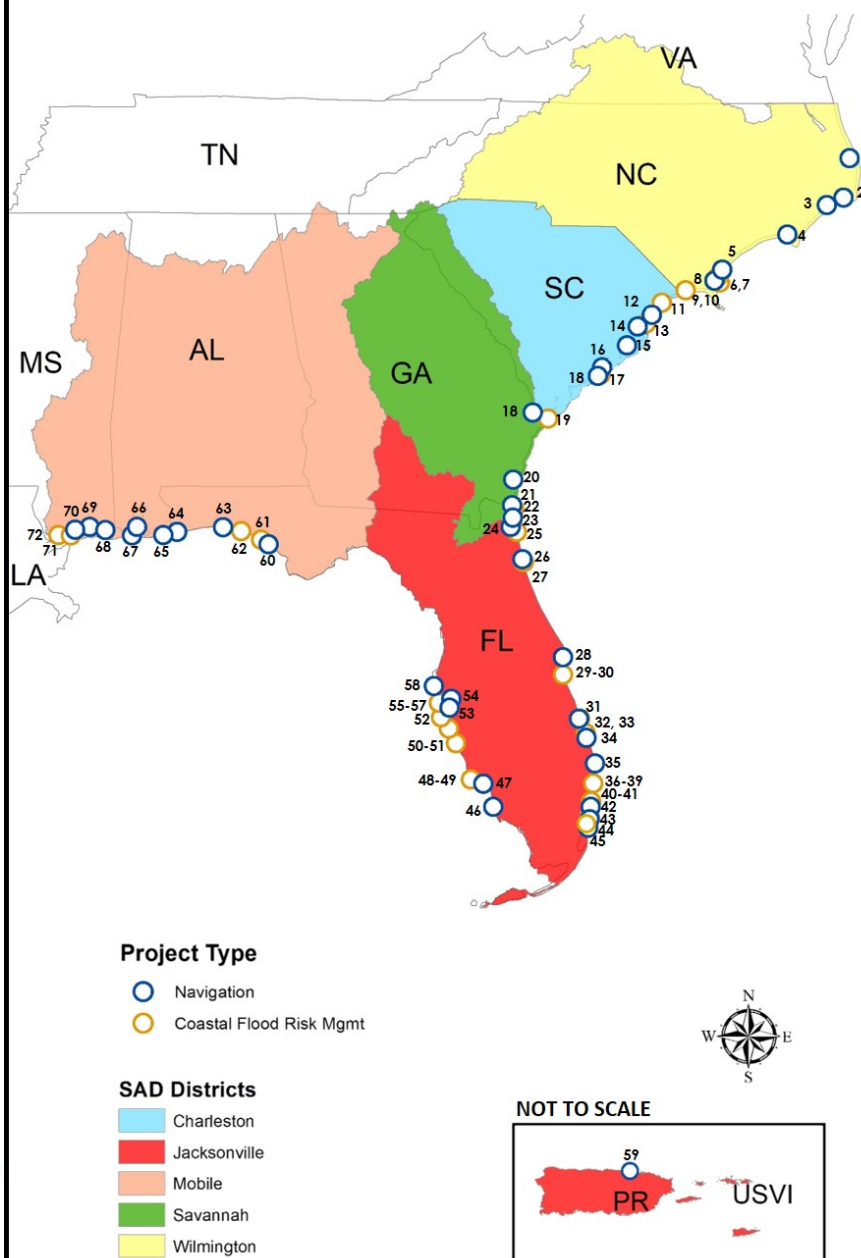 VA
TN
NC
2
3
4
5
8
6,7
9,10
SC
12
11
14
13
15
16
18
17
MS
AL
GA
18
19
20
21
22
23
24
25
26
27
70
69
66
64
63
61
72
71
68
67
65
62
60
LA
FL
28
29-30
58
54
55-57
53
52
31
32, 33
34
50-51
35
48-49
47
36-39
40-41
46
42
43
44
45
Project Type
Navigation
Coastal Flood Risk Mgmt
N
W
E
S
SAD Districts
Charleston
Jacksonville
Mobile
Savannah
Wilmington
NOT TO SCALE
59
PR
USVI